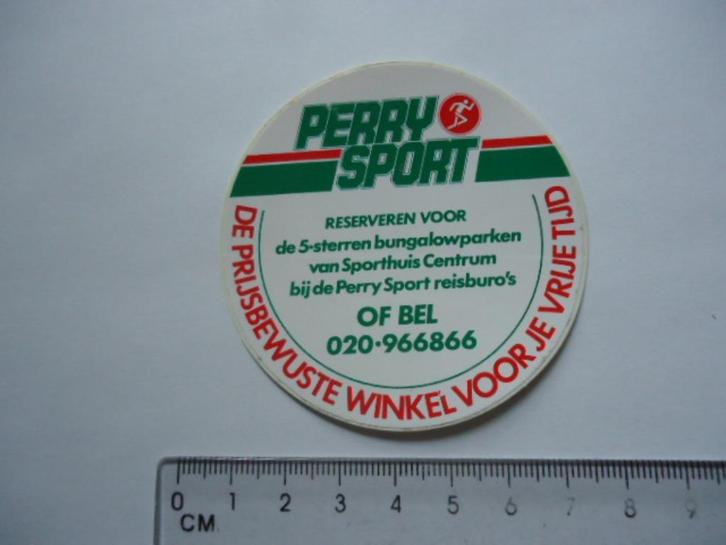 PERRY
SPORT
RESERVEREN VOOR
de 5-sterren bungalowparken
van Sporthuis Centrum
bij de Perry Sport reisburo's
OF BEL
020·966866
DE PRIJSBEWUSTE WINKEL VOOR JE VRIJE TIJD
0 1 2 3 4 5 6 7 8 9
CM